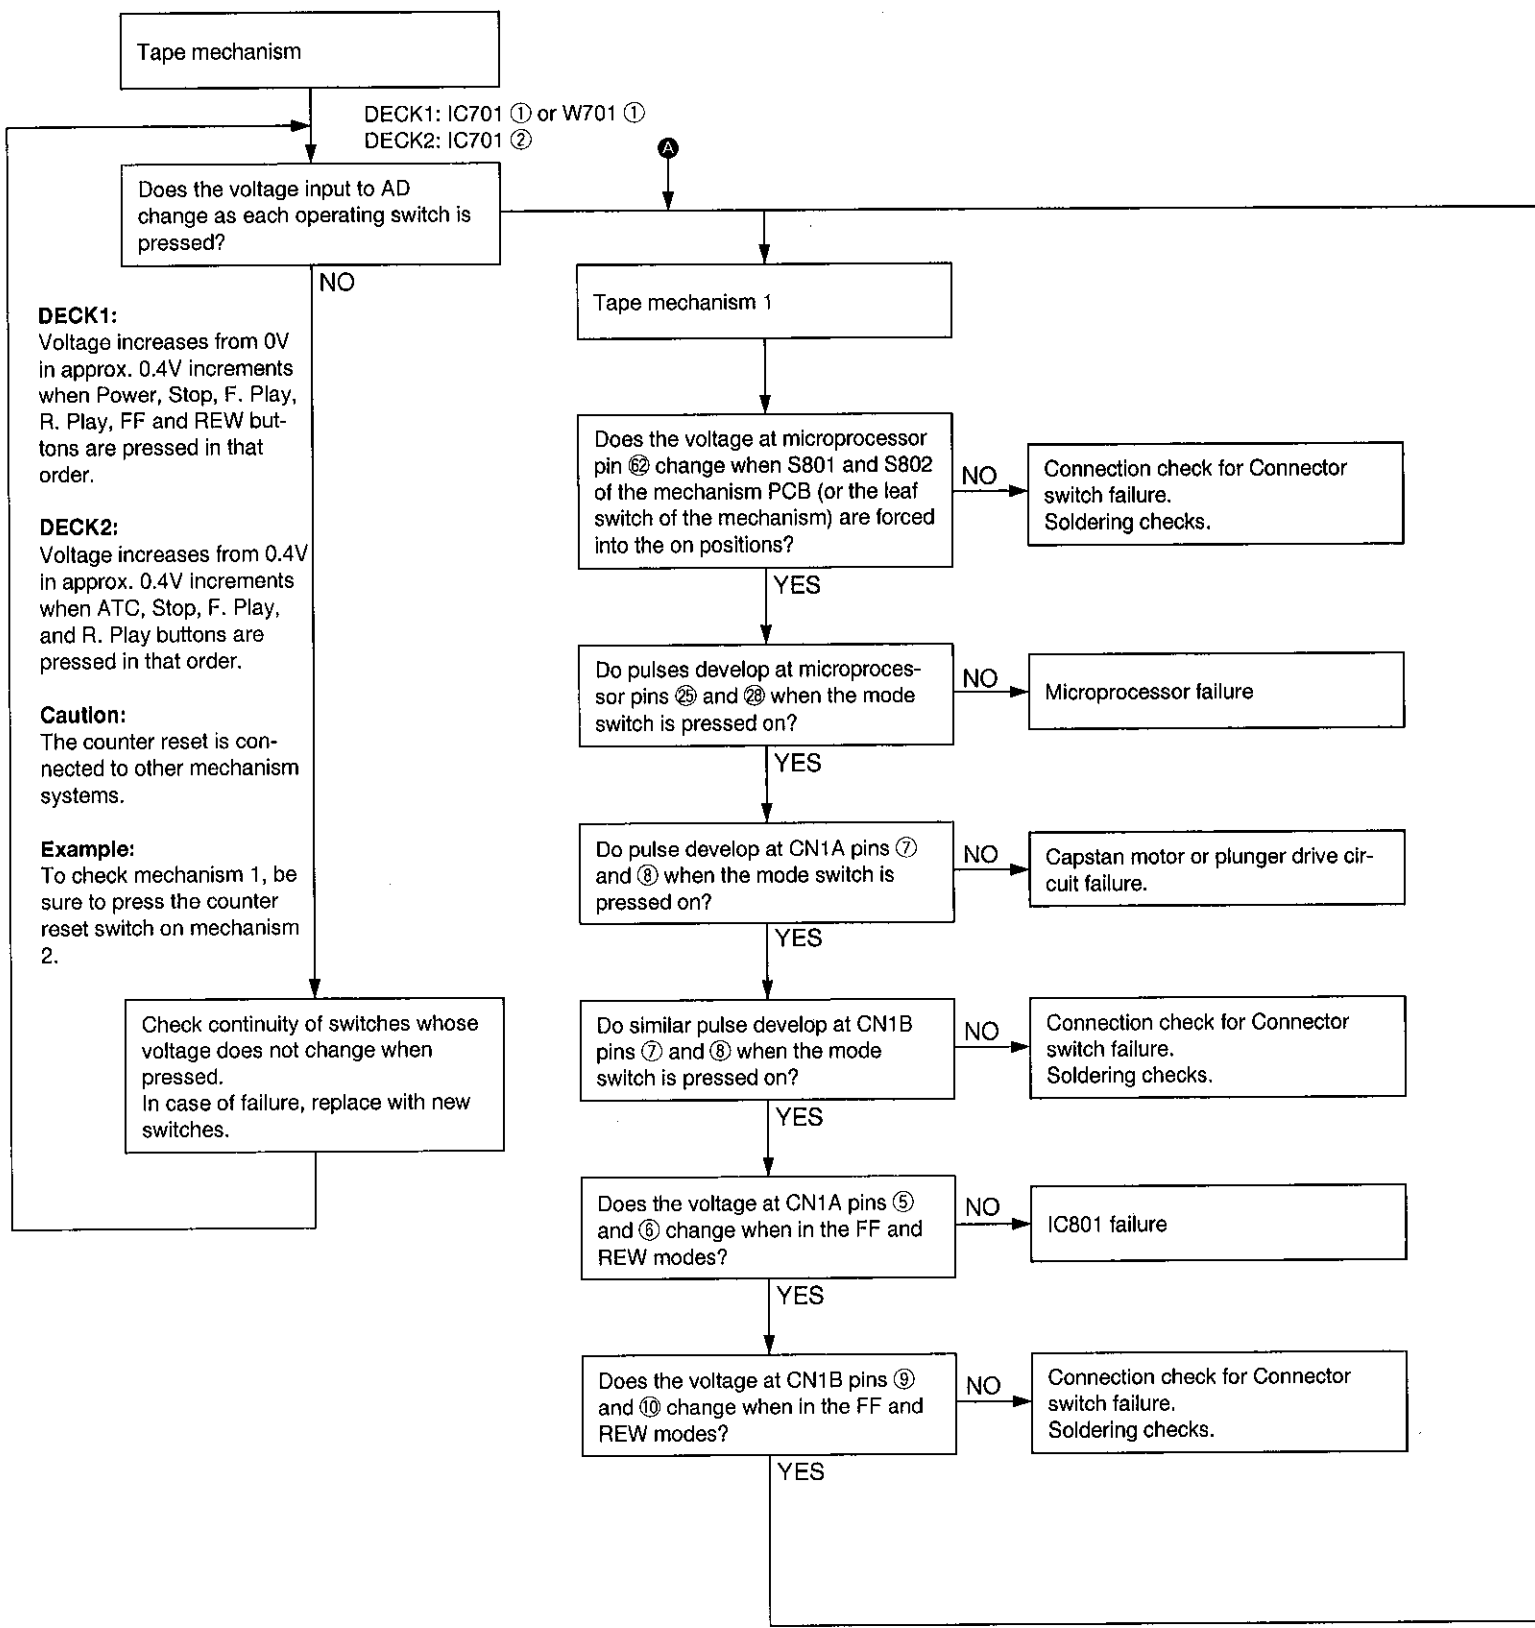 Tape mechanism
DECK1: IC701 ① or W701 ①
DECK2: IC701 ②
A
Does the voltage input to AD
change as each operating switch is
pressed?
NO
DECK1:
Voltage increases from 0V
in approx. 0.4V increments
when Power, Stop, F. Play,
R. Play, FF and REW but-
tons are pressed in that
order.
DECK2:
Voltage increases from 0.4V
in approx. 0.4V increments
when ATC, Stop, F. Play,
and R. Play buttons are
pressed in that order.
Caution:
The counter reset is con-
nected to other mechanism
systems.
Example:
To check mechanism 1, be
sure to press the counter
reset switch on mechanism
2.
Check continuity of switches whose
voltage does not change when
pressed.
In case of failure, replace with new
switches.
Tape mechanism 1
Does the voltage at microprocessor
pin 62 change when S801 and S802
of the mechanism PCB (or the leaf
switch of the mechanism) are forced
into the on positions?
NO
Connection check for Connector
switch failure.
Soldering checks.
YES
Do pulses develop at microproces-
sor pins ㉕ and ㉘ when the mode
switch is pressed on?
NO
Microprocessor failure
YES
Do pulse develop at CN1A pins ⑦
and ⑧ when the mode switch is
pressed on?
NO
Capstan motor or plunger drive cir-
cuit failure.
YES
Do similar pulse develop at CN1B
pins ⑦ and ⑧ when the mode
switch is pressed on?
NO
Connection check for Connector
switch failure.
Soldering checks.
YES
Does the voltage at CN1A pins ⑤
and ⑥ change when in the FF and
REW modes?
NO
IC801 failure
YES
Does the voltage at CN1B pins ⑨
and ⑩ change when in the FF and
REW modes?
NO
Connection check for Connector
switch failure.
Soldering checks.
YES